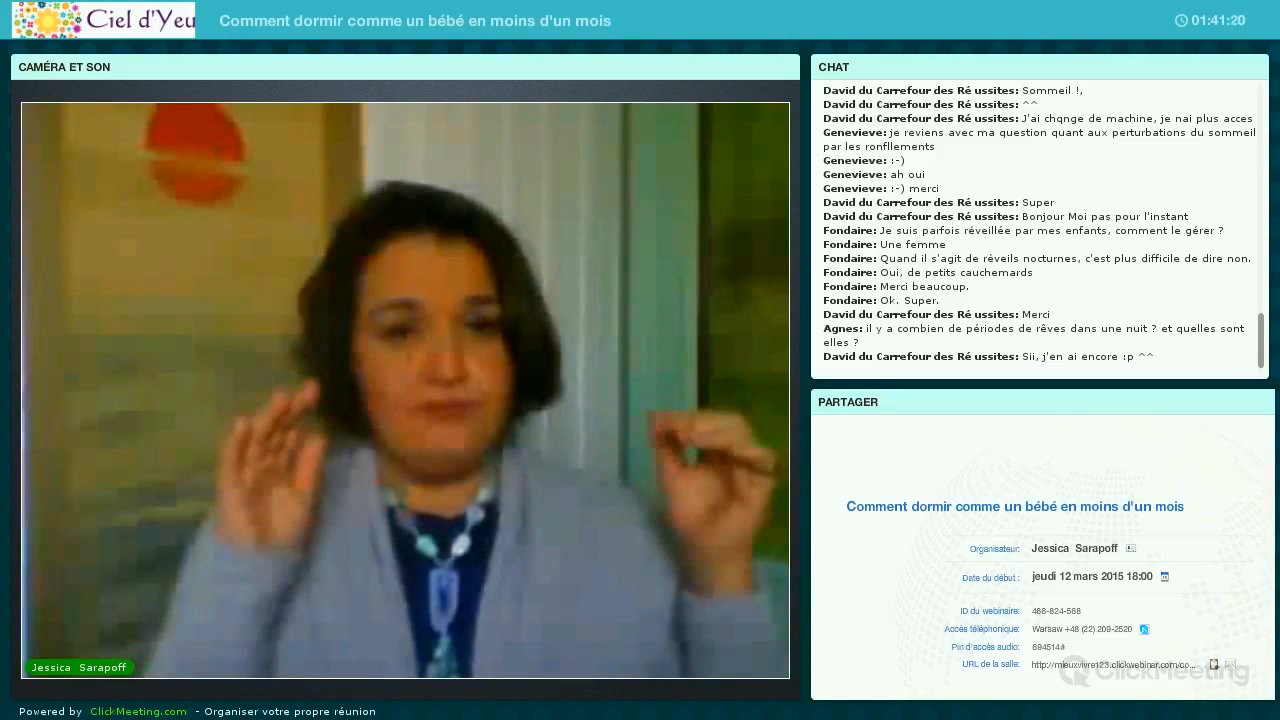 Ciel d'Yeu
Comment dormir comme un bébé en moins d'un mois
01:41:20
CAMÉRA ET SON
Jessica Sarapoff
CHAT
David du Carrefour des Ré ussites: Sommeil !,
David du Carrefour des Ré ussites: ^^
David du Carrefour des Ré ussites: J'ai chqnge de machine, je nai plus acces
Genevieve: je reviens avec ma question quant aux perturbations du sommeil
par les ronfllements
Genevieve: :-)
Genevieve: ah oui
Genevieve: :-) merci
David du Carrefour des Ré ussites: Super
David du Carrefour des Ré ussites: Bonjour Moi pas pour l'instant
Fondaire: Je suis parfois réveillée par mes enfants, comment le gérer ?
Fondaire: Une femme
Fondaire: Quand il s'agit de réveils nocturnes, c'est plus difficile de dire non.
Fondaire: Oui, de petits cauchemards
Fondaire: Merci beaucoup.
Fondaire: Ok. Super.
David du Carrefour des Ré ussites: Merci
Agnes: il y a combien de périodes de rêves dans une nuit ? et quelles sont
elles ?
David du Carrefour des Ré ussites: Sii, j'en ai encore :p ^^
PARTAGER
Comment dormir comme un bébé en moins d'un mois
Organisateur: Jessica Sarapoff
Date du début : jeudi 12 mars 2015 18:00
ID du webinaire: 466-824-568
Accès téléphonique: Warsaw +48 (22) 209-2520
Pin d'accès audio: 694514#
URL de la salle: http://mieuxvivre123.clickwebinar.com/co...
ClickMeeting
Powered by ClickMeeting.com - Organiser votre propre réunion